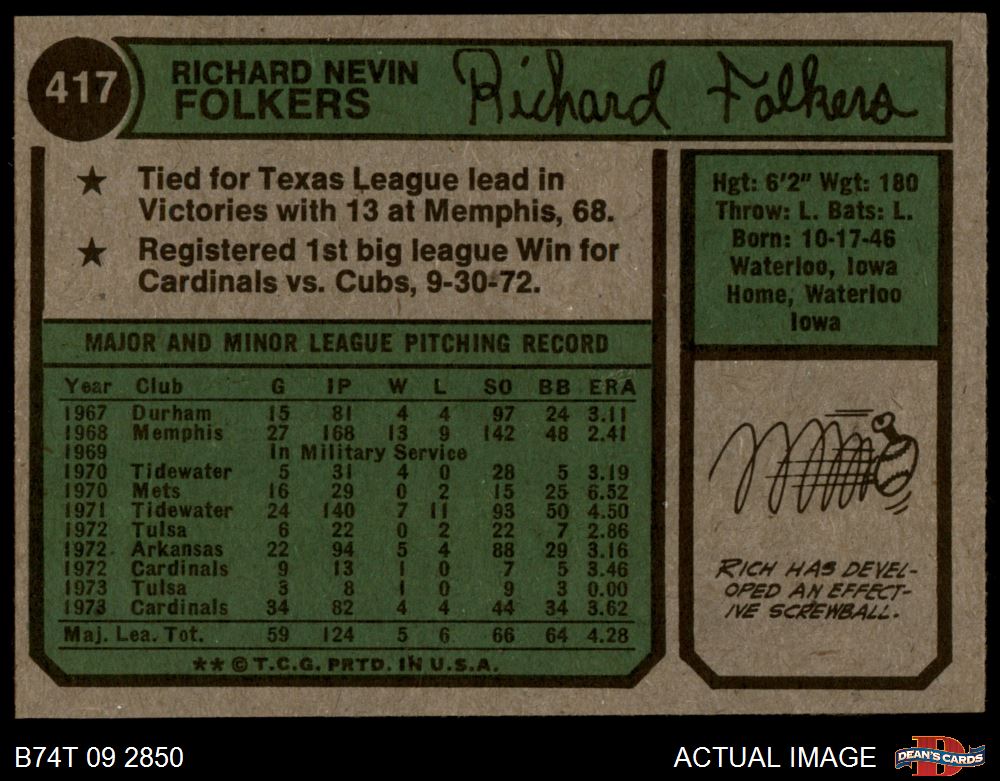 417
RICHARD NEVIN
FOLKERS
Richard Folkers
★ Tied for Texas League lead in
Victories with 13 at Memphis, 68.
★ Registered 1st big league Win for
Cardinals vs. Cubs, 9-30-72.
Hgt: 6'2" Wgt: 180
Throw: L. Bats: L.
Born: 10-17-46
Waterloo, Iowa
Home, Waterloo
Iowa
MAJOR AND MINOR LEAGUE PITCHING RECORD
Year Club G IP W L SO BB ERA
1967 Durham 15 81 4 4 97 24 3.11
1968 Memphis 27 168 13 9 142 48 2.41
1969 In Military Service
1970 Tidewater 5 31 4 0 28 5 3.19
1970 Mets 16 29 0 2 15 25 6.52
1971 Tidewater 24 140 7 11 93 50 4.50
1972 Tulsa 6 22 0 2 22 7 2.86
1972 Arkansas 22 94 5 4 88 29 3.16
1972 Cardinals 9 13 1 0 7 5 3.46
1973 Tulsa 3 8 1 0 9 3 0.00
1973 Cardinals 34 82 4 4 44 34 3.62
Maj. Lea. Tot. 59 124 5 6 66 64 4.28
** © T.C.G. PRTD. IN U.S.A.
RICH HAS DEVEL-
OPED AN EFFECT-
IVE SCREWBALL.
B74T 09 2850
ACTUAL IMAGE
D
DEAN'S CARDS